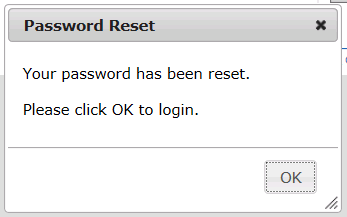 Password Reset
Your password has been reset.
Please click OK to login.
OK